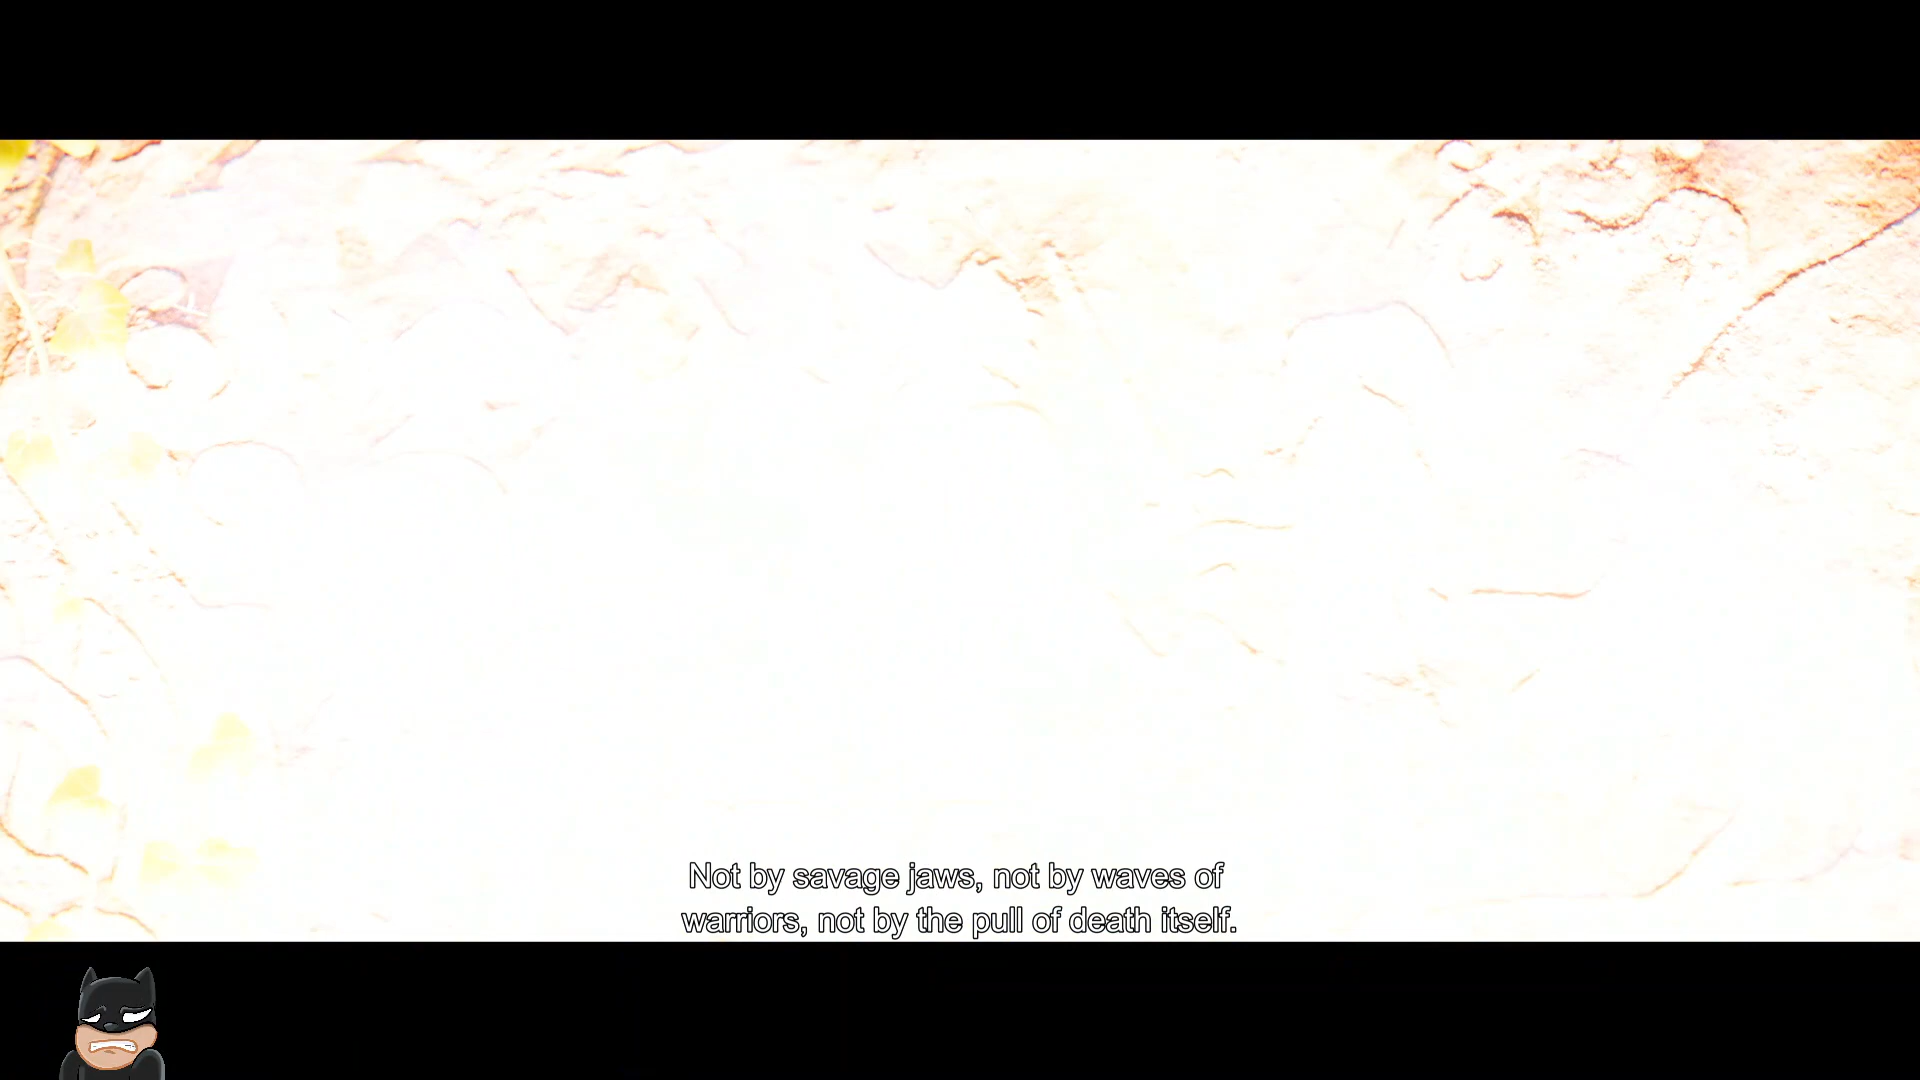 Not by savage jaws, not by waves of
warriors, not by the pull of death itself.